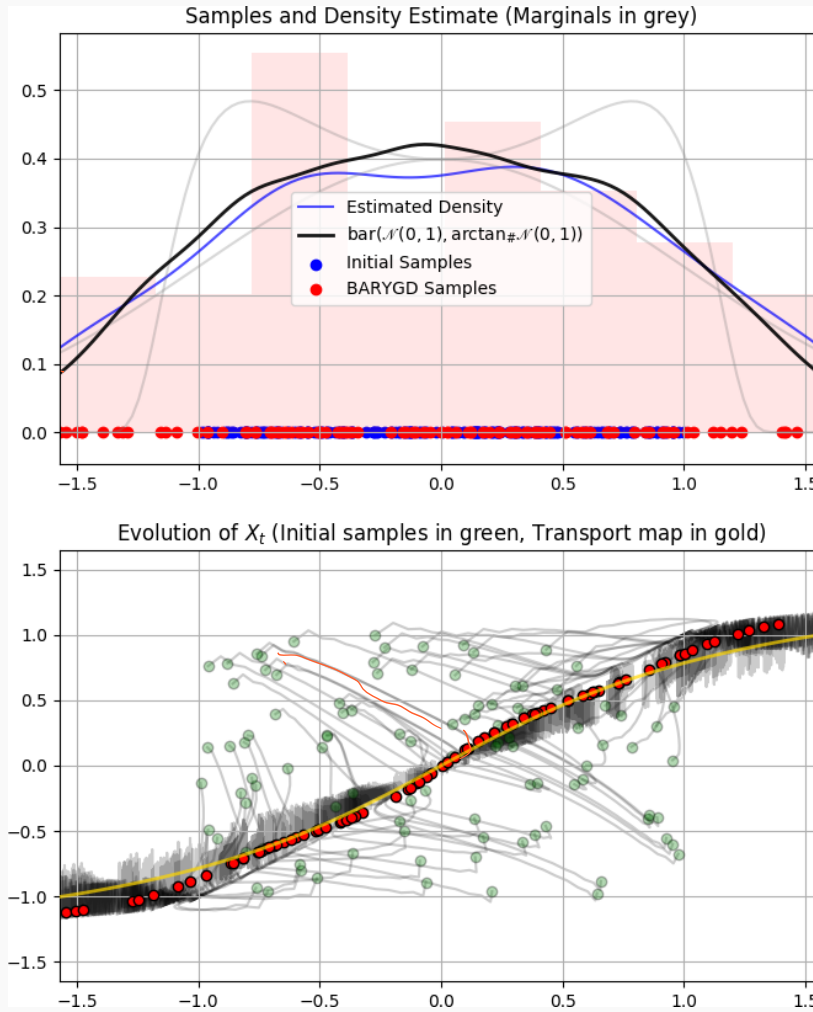 Samples and Density Estimate (Marginals in grey)
0.5
0.4
0.3
0.2
0.1
0.0
Estimated Density
bar(𝒩(0, 1), arctan#𝒩(0, 1))
Initial Samples
BARYGD Samples
−1.5 −1.0 −0.5 0.0 0.5 1.0 1.5
Evolution of Xt (Initial samples in green, Transport map in gold)
1.5
1.0
0.5
0.0
−0.5
−1.0
−1.5
−1.5 −1.0 −0.5 0.0 0.5 1.0 1.5